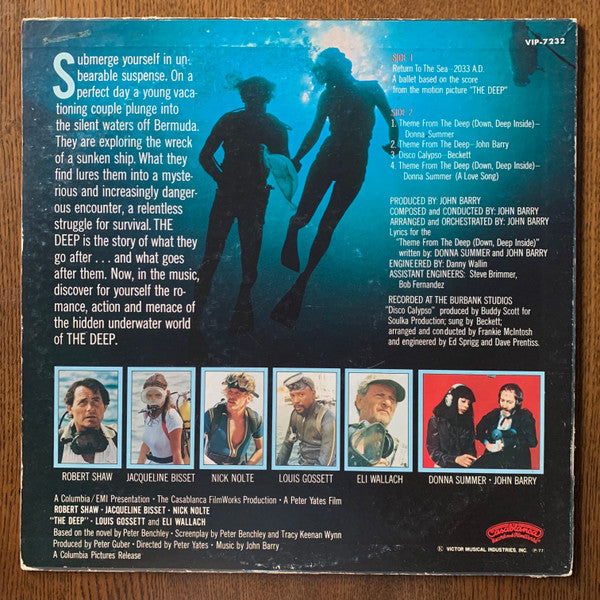 VIP-7232
Submerge yourself in un-
bearable suspense. On a
perfect day a young vaca-
tioning couple plunge into
the silent waters off Bermuda.
They are exploring the wreck
of a sunken ship. What they
find lures them into a myste-
rious and increasingly danger-
ous encounter, a relentless
struggle for survival. THE
DEEP is the story of what they
go after . . . and what goes
after them. Now, in the music,
discover for yourself the ro-
mance, action and menace of
the hidden underwater world
of THE DEEP.
SIDE 1
Return To The Sea—2033 A.D.
A ballet based on the score
from the motion picture "THE DEEP"
SIDE 2
1. Theme From The Deep (Down, Deep Inside)—
Donna Summer
2. Theme From The Deep—John Barry
3. Disco Calypso—Beckett
4. Theme From The Deep (Down, Deep Inside)—
Donna Summer (A Love Song)
PRODUCED BY: JOHN BARRY
COMPOSED and CONDUCTED BY: JOHN BARRY
ARRANGED and ORCHESTRATED BY: JOHN BARRY
Lyrics for the
"Theme From The Deep (Down, Deep Inside)"
written by: DONNA SUMMER and JOHN BARRY
ENGINEERED BY: Danny Wallin
ASSISTANT ENGINEERS: Steve Brimmer,
Bob Fernandez
RECORDED AT THE BURBANK STUDIOS
"Disco Calypso" produced by Buddy Scott for
Soulka Production; sung by Beckett;
arranged and conducted by Frankie McIntosh
and engineered by Ed Sprigg and Dave Prentiss.
ROBERT SHAW
JACQUELINE BISSET
NICK NOLTE
LOUIS GOSSETT
ELI WALLACH
DONNA SUMMER · JOHN BARRY
A Columbia/EMI Presentation · The Casablanca FilmWorks Production · A Peter Yates Film
ROBERT SHAW · JACQUELINE BISSET · NICK NOLTE
"THE DEEP" · LOUIS GOSSETT and ELI WALLACH
Based on the novel by Peter Benchley · Screenplay by Peter Benchley and Tracy Keenan Wynn
Produced by Peter Guber · Directed by Peter Yates · Music by John Barry
A Columbia Pictures Release
Casablanca
Record and FilmWorks
VICTOR MUSICAL INDUSTRIES, INC.